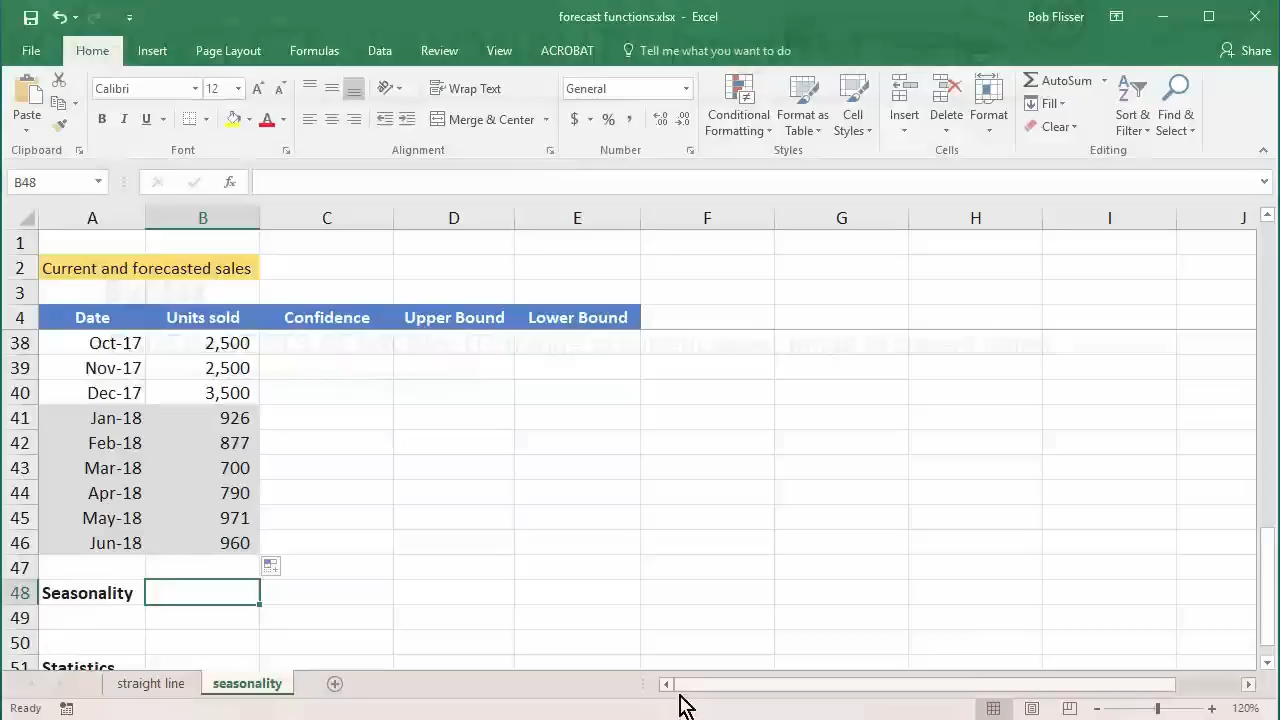 forecast functions.xlsx - Excel
Bob Flisser
File Home Insert Page Layout Formulas Data Review View ACROBAT Tell me what you want to do Share
Paste
Clipboard
Calibri 12
B I U
Font
Wrap Text
Merge & Center
Alignment
General
$ % ,
Number
Conditional Formatting
Format as Table
Cell Styles
Styles
Insert Delete Format
Cells
AutoSum
Fill
Clear
Sort & Filter
Find & Select
Editing
B48 fx
A B C D E F G H I J
1
2 Current and forecasted sales
3
4 Date Units sold Confidence Upper Bound Lower Bound
38 Oct-17 2,500
39 Nov-17 2,500
40 Dec-17 3,500
41 Jan-18 926
42 Feb-18 877
43 Mar-18 700
44 Apr-18 790
45 May-18 971
46 Jun-18 960
47
48 Seasonality
49
50
51 Statistics
straight line seasonality
Ready
120%